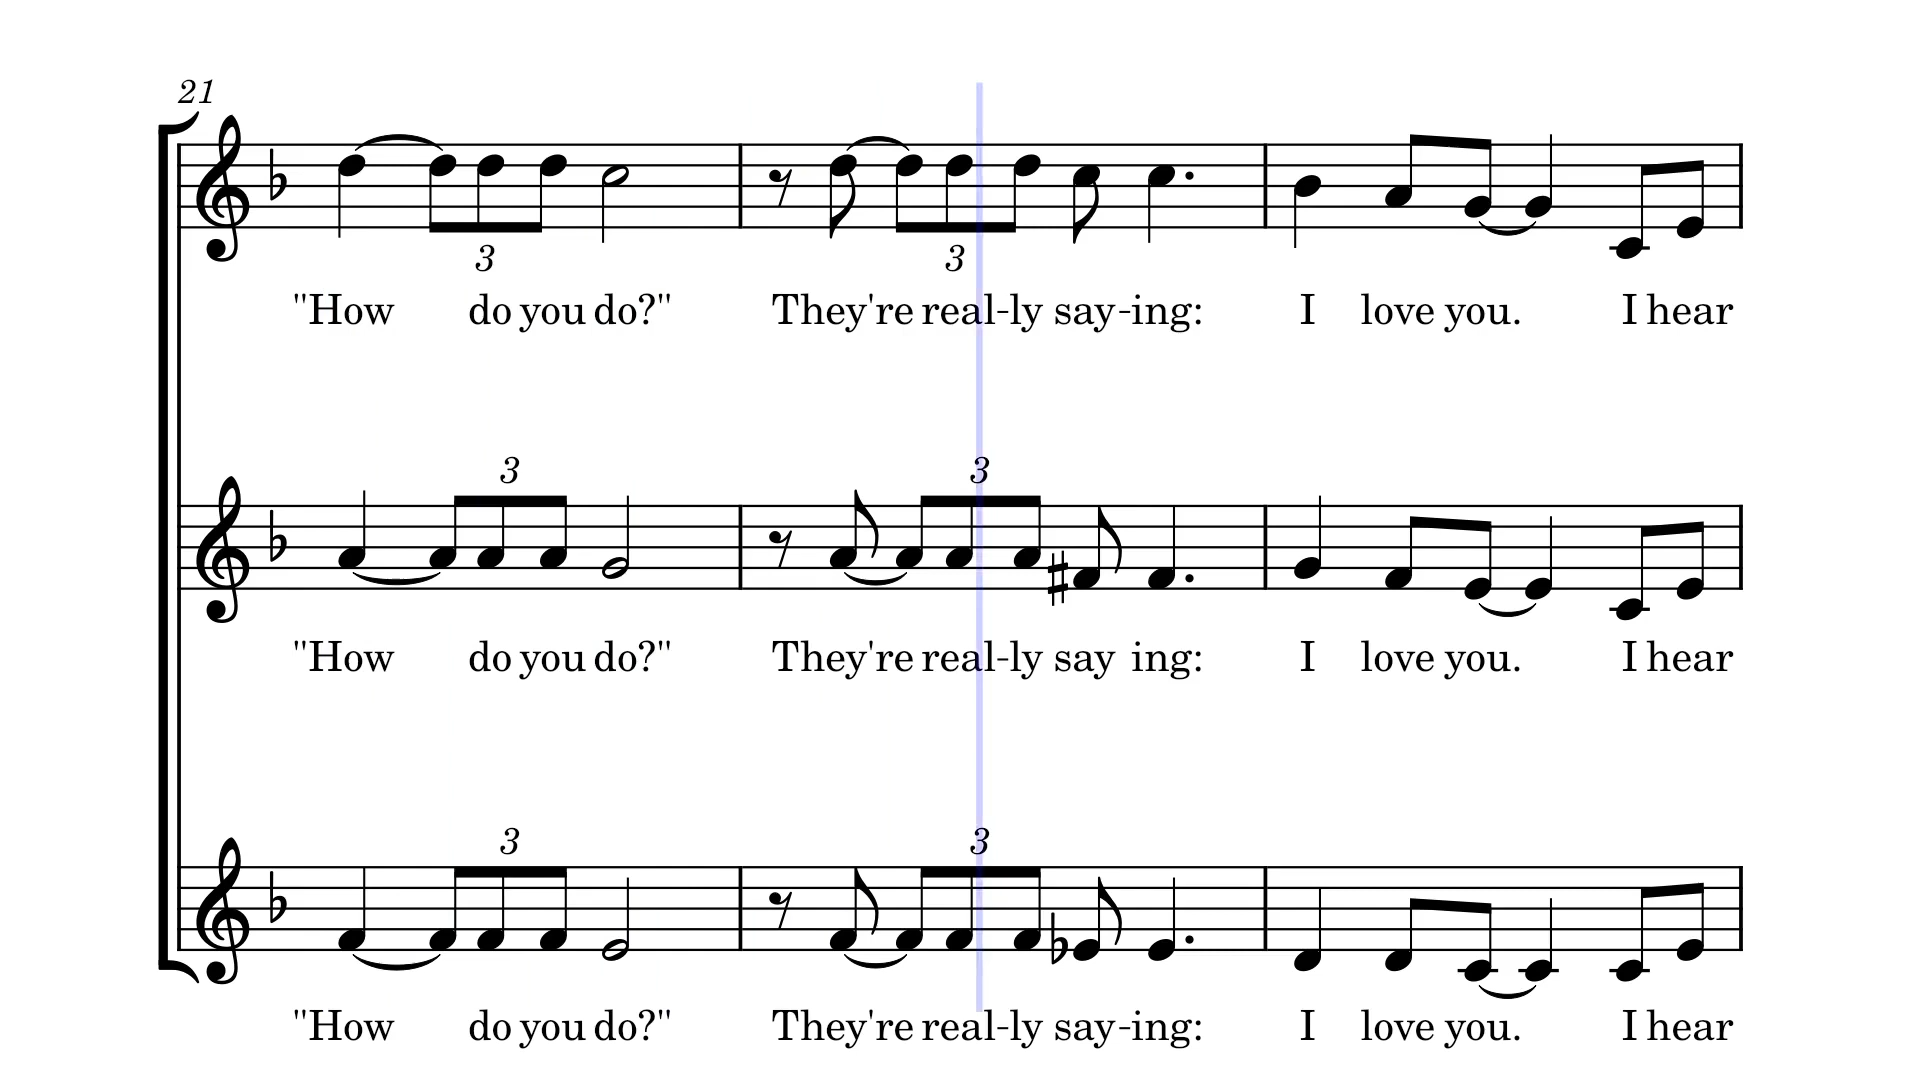 21
3 3
"How do you do?" They're real-ly say-ing: I love you. I hear
3 3
"How do you do?" They're real-ly say ing: I love you. I hear
3 3
"How do you do?" They're real-ly say-ing: I love you. I hear